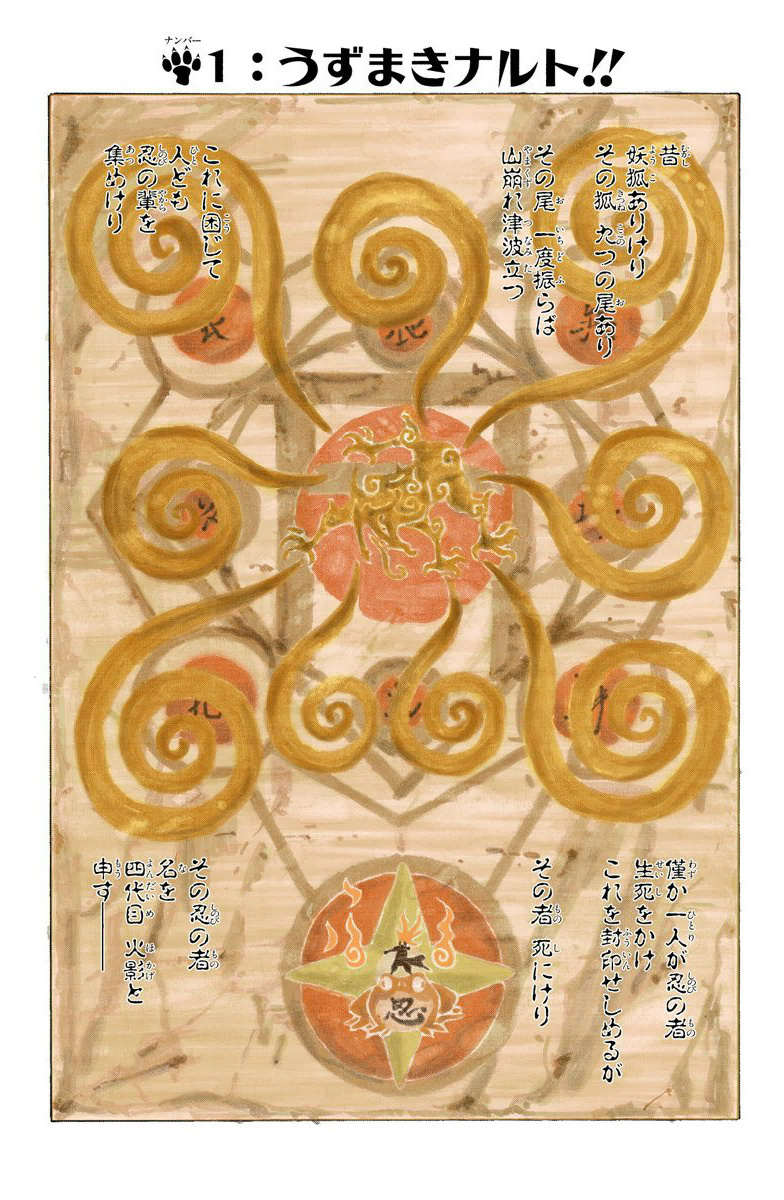 ナンバー
1：うずまきナルト!!
昔
妖狐ありけり
その狐 九つの尾あり
その尾 一度振らば
山崩れ津波立つ
これに困じて
人ども
忍の輩を
集めけり
僅か一人が忍の者
生死をかけ
これを封印せしめるが
その者 死にけり
その忍の者
名を
四代目 火影と
申す──
忍